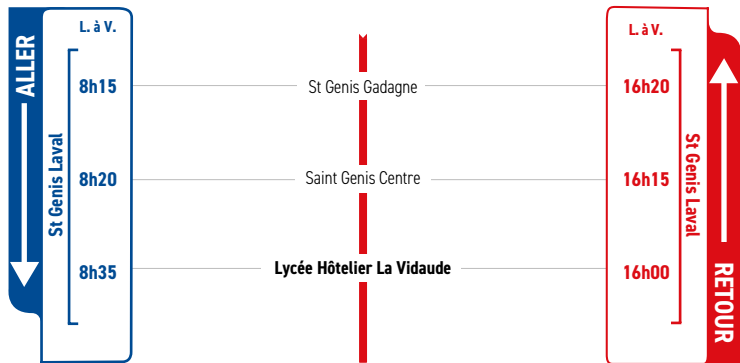 ALLER
L. à V.
St Genis Laval
8h15
8h20
8h35
St Genis Gadagne
Saint Genis Centre
Lycée Hôtelier La Vidaude
L. à V.
16h20
16h15
16h00
St Genis Laval
RETOUR